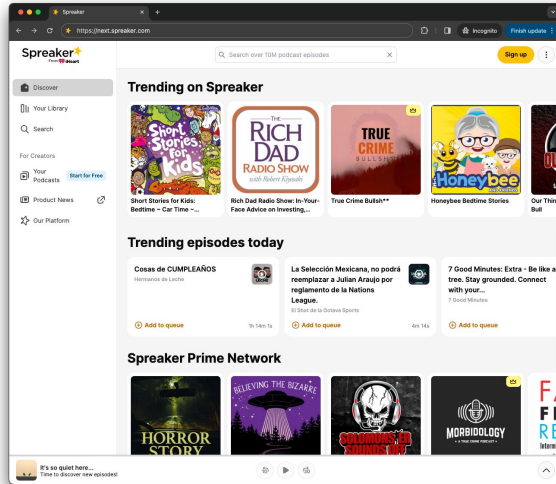 Spreaker
https://next.spreaker.com
Incognito
Finish update
Spreaker
From iHeart
Search over 10M podcast episodes
Sign up
Discover
Your Library
Search
For Creators
Your
Podcasts
Start for Free
Product News
Our Platform
Trending on Spreaker
Short
Stories
for
Kids
THE
RICH
DAD
RADIO SHOW
with Robert Kiyosaki
TRUE
CRIME
BULLSH**
Honeybee
Short Stories for Kids:
Bedtime ~ Car Time ~...
Rich Dad Radio Show: In-Your-
Face Advice on Investing,...
True Crime Bullsh**
Honeybee Bedtime Stories
Our Thin
Bull
Trending episodes today
Cosas de CUMPLEAÑOS
Hermanos de Leche
LECHE
Add to queue
1h 14m 1s
La Selección Mexicana, no podrá
reemplazar a Julian Araujo por
reglamento de la Nations
League.
El Shot de la Octava Sports
Add to queue
4m 14s
7 Good Minutes: Extra - Be like a
tree. Stay grounded. Connect
with your...
7 Good Minutes
Add to queue
Spreaker Prime Network
HORROR
STORY
BELIEVING THE BIZARRE
SOLOMONSTER
SOUNDS OFF
MORBIDOLOGY
A TRUE CRIME PODCAST
FA
RE
It's so quiet here...
Time to discover new episodes!